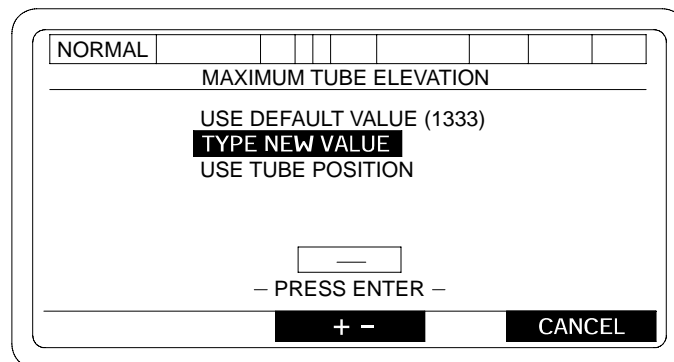 NORMAL
MAXIMUM TUBE ELEVATION
USE DEFAULT VALUE (1333)
TYPE NEW VALUE
USE TUBE POSITION
—
– PRESS ENTER –
+ –
CANCEL